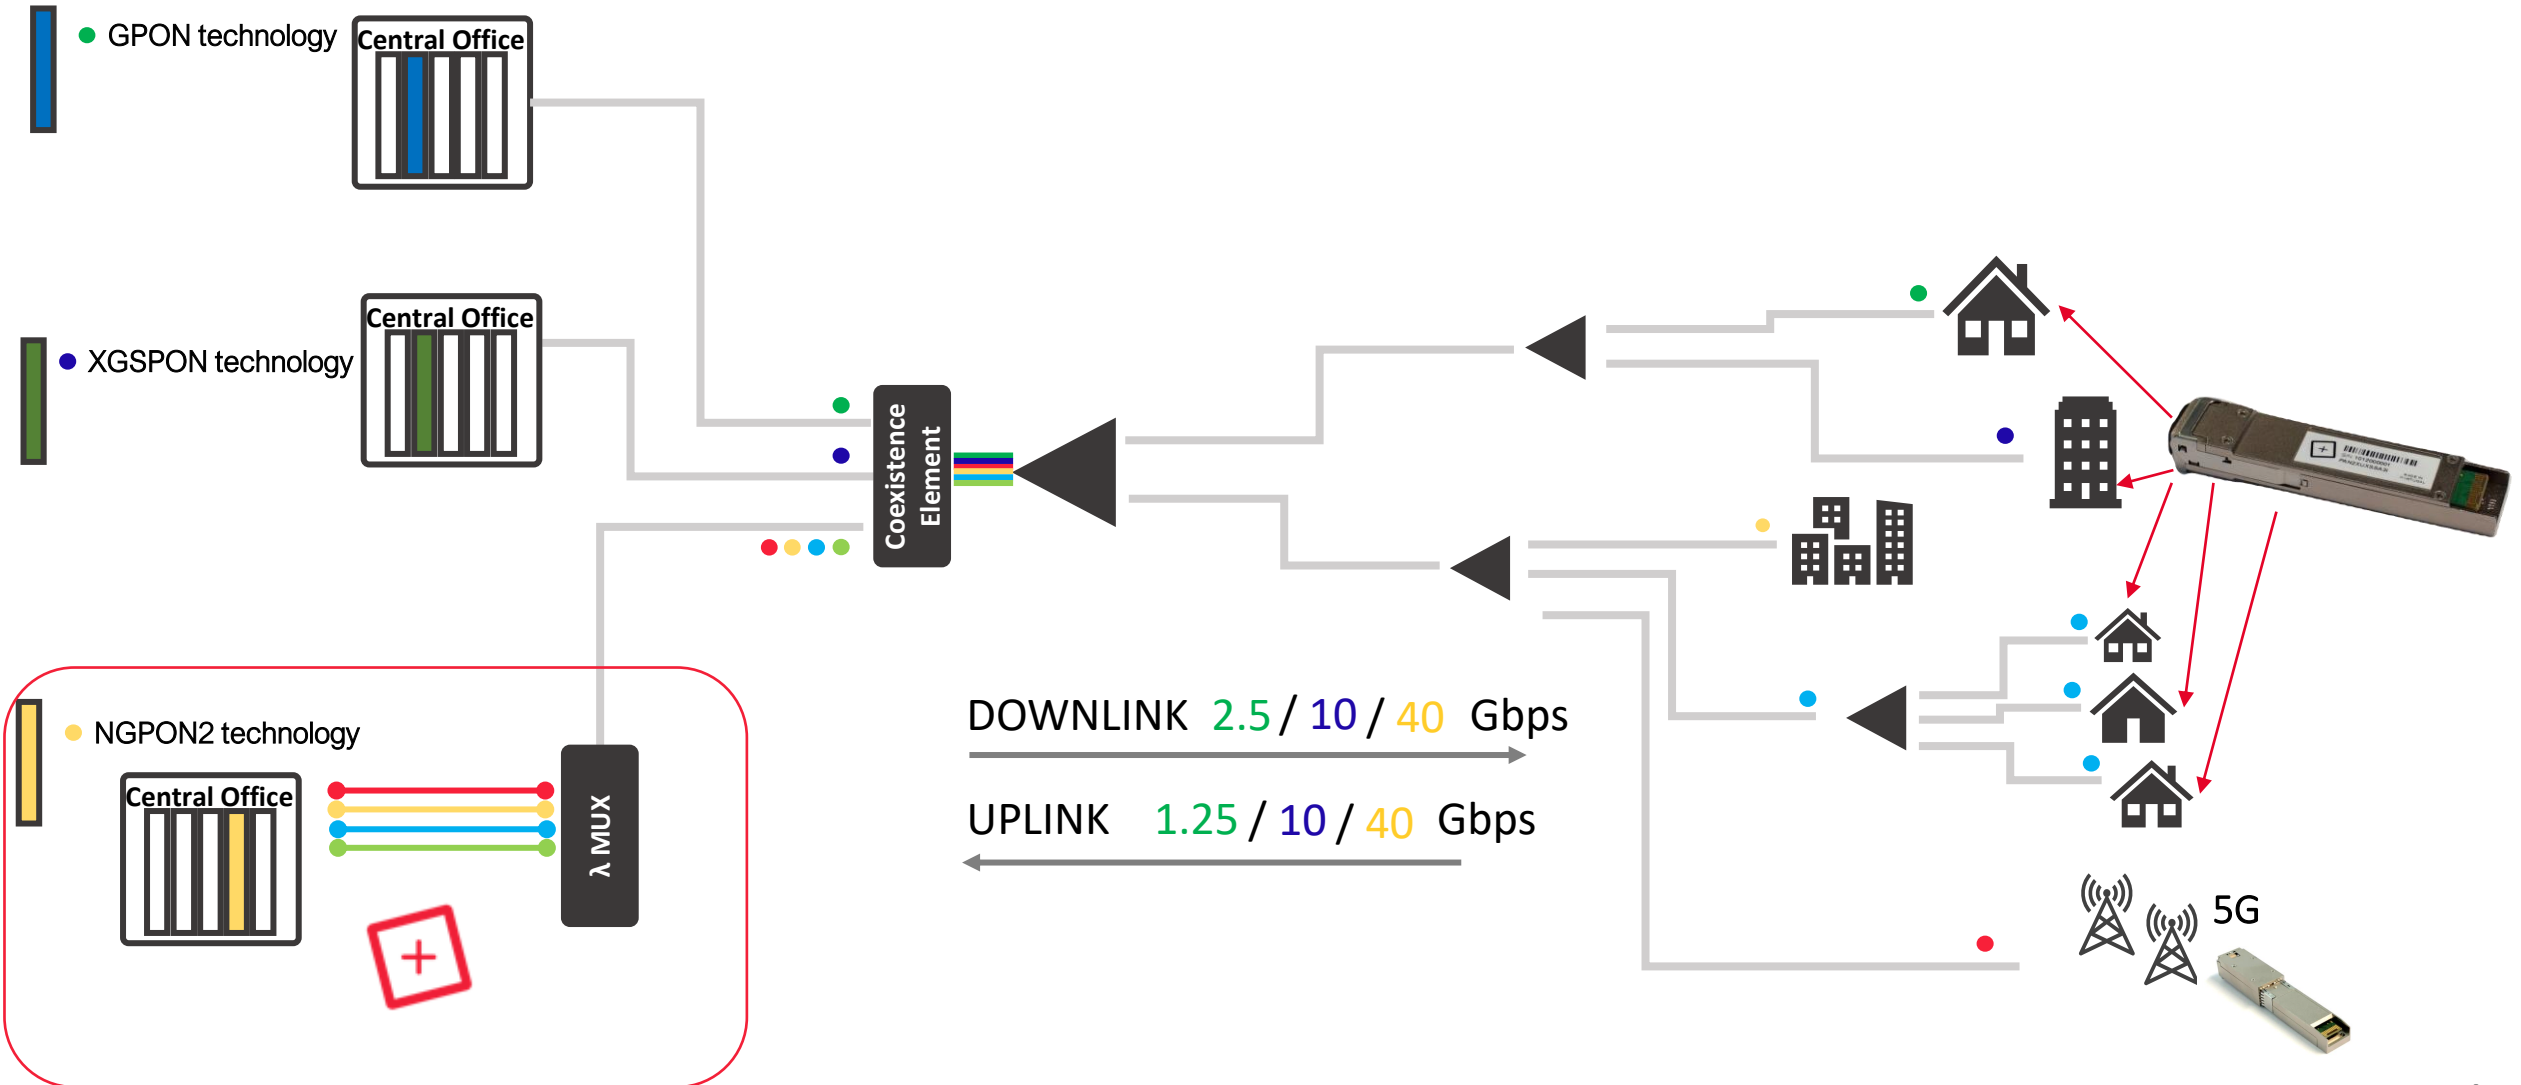 GPON technology
Central Office
XGSPON technology
Central Office
Coexistence
Element
NGPON2 technology
Central Office
λ MUX
DOWNLINK 2.5 / 10 / 40 Gbps
UPLINK 1.25 / 10 / 40 Gbps
5G